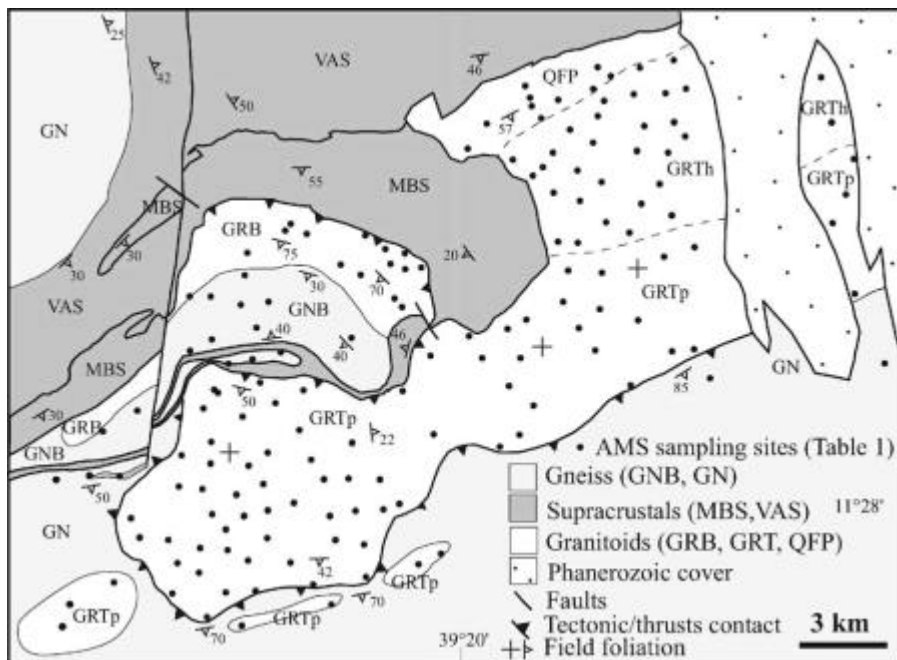 25
42
VAS
46
QFP
50
GN
57
GRTh
GRTh
55
MBS
GRTp
MBS
GRB
75
30
20
30
30
70
GRTp
VAS
GNB
40
46
40
MBS
GN
85
30
50
GRTp
GRB
22
GNB
AMS sampling sites (Table 1)
Gneiss (GNB, GN)
50
Supracrustals (MBS,VAS)
11°28'
GN
Granitoids (GRB, GRT, QFP)
42
Phanerozoic cover
GRTp
Faults
GRTp
70
GRTp
Tectonic/thrusts contact
3 km
70
39°20'
Field foliation